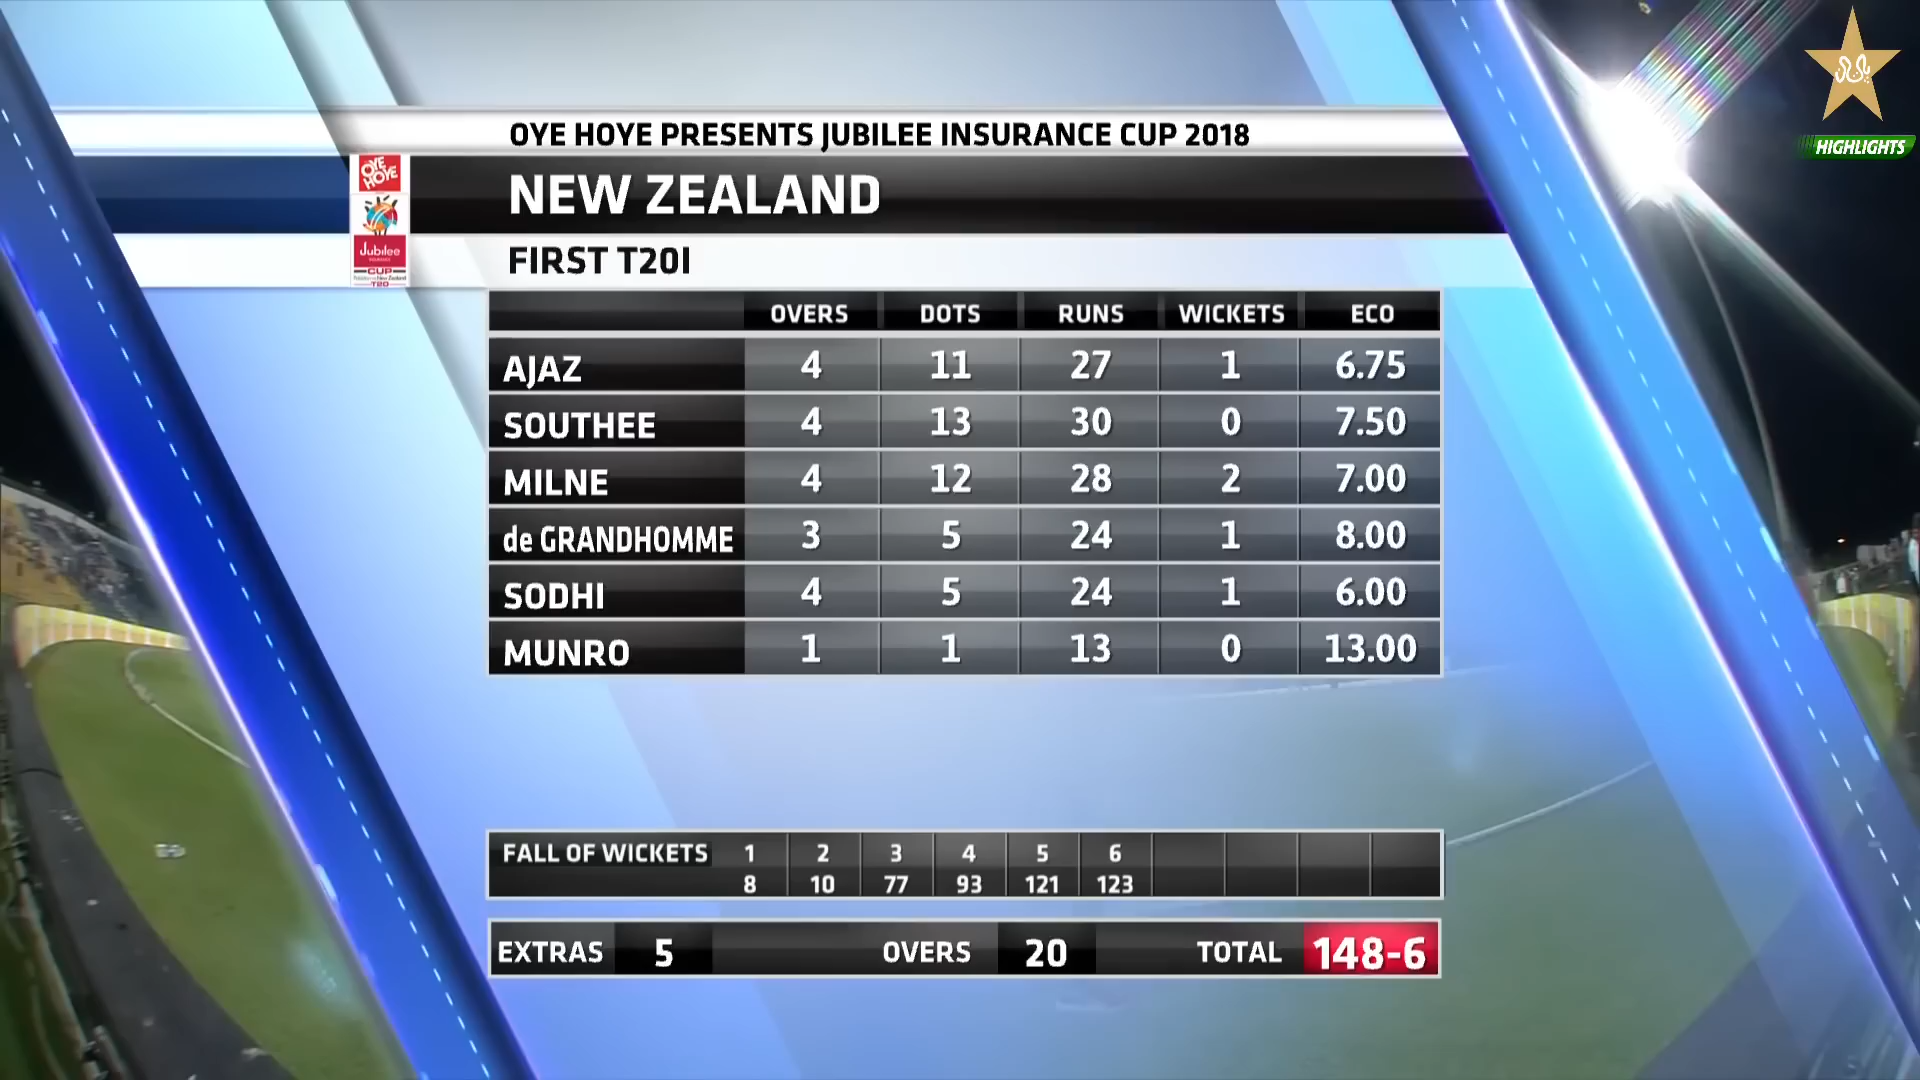 HIGHLIGHTS
OYE HOYE PRESENTS JUBILEE INSURANCE CUP 2018
OYE HOYE
NEW ZEALAND
Jubilee
CUP
T20
FIRST T20I
OVERS DOTS RUNS WICKETS ECO
AJAZ 4 11 27 1 6.75
SOUTHEE 4 13 30 0 7.50
MILNE 4 12 28 2 7.00
de GRANDHOMME 3 5 24 1 8.00
SODHI 4 5 24 1 6.00
MUNRO 1 1 13 0 13.00
FALL OF WICKETS 1 2 3 4 5 6
8 10 77 93 121 123
EXTRAS 5 OVERS 20 TOTAL 148-6